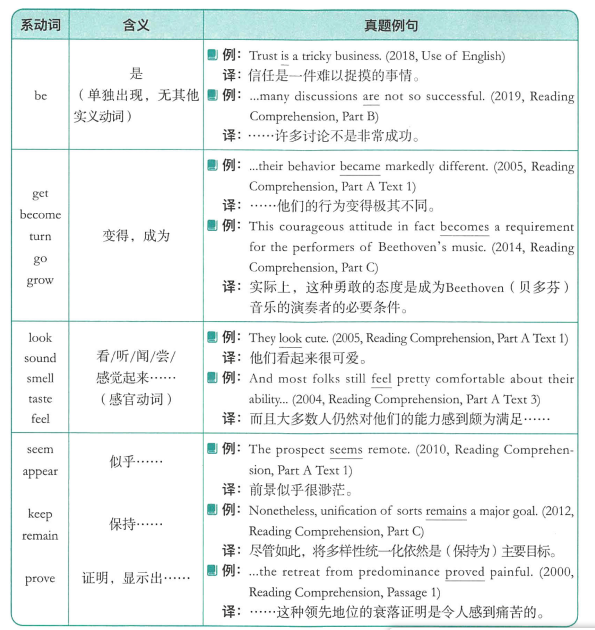 系动词 含义 真题例句
be
是
（单独出现，无其他
实义动词）
例：Trust is a tricky business. (2018, Use of English)
译：信任是一件难以捉摸的事情。
例：...many discussions are not so successful. (2019, Reading
Comprehension, Part B)
译：……许多讨论不是非常成功。
get
become
turn
go
grow
变得，成为
例：...their behavior became markedly different. (2005, Reading
Comprehension, Part A Text 1)
译：……他们的行为变得极其不同。
例：This courageous attitude in fact becomes a requirement
for the performers of Beethoven's music. (2014, Reading
Comprehension, Part C)
译：实际上，这种勇敢的态度是成为Beethoven（贝多芬）
音乐的演奏者的必要条件。
look
sound
smell
taste
feel
看/听/闻/尝/
感觉起来……
（感官动词）
例：They look cute. (2005, Reading Comprehension, Part A Text 1)
译：他们看起来很可爱。
例：And most folks still feel pretty comfortable about their
ability... (2004, Reading Comprehension, Part A Text 3)
译：而且大多数人仍然对他们的能力感到颇为满足……
seem
appear
似乎……
例：The prospect seems remote. (2010, Reading Comprehen-
sion, Part A Text 1)
译：前景似乎很渺茫。
keep
remain
保持……
例：Nonetheless, unification of sorts remains a major goal. (2012,
Reading Comprehension, Part C)
译：尽管如此，将多样性统一化依然是（保持为）主要目标。
prove
证明，显示出……
例：...the retreat from predominance proved painful. (2000,
Reading Comprehension, Passage 1)
译：……这种领先地位的衰落证明是令人感到痛苦的。